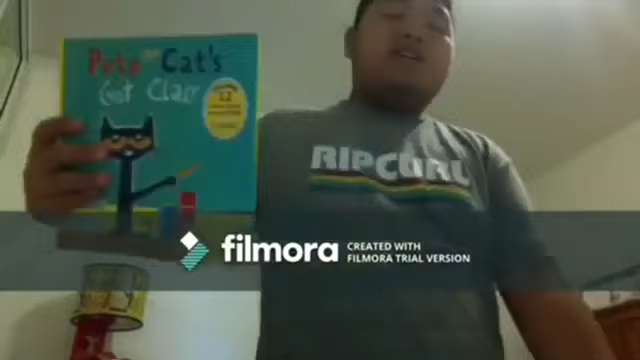 Pete the Cat's
Got Class
RIPCURL
filmora
CREATED WITH
FILMORA TRIAL VERSION